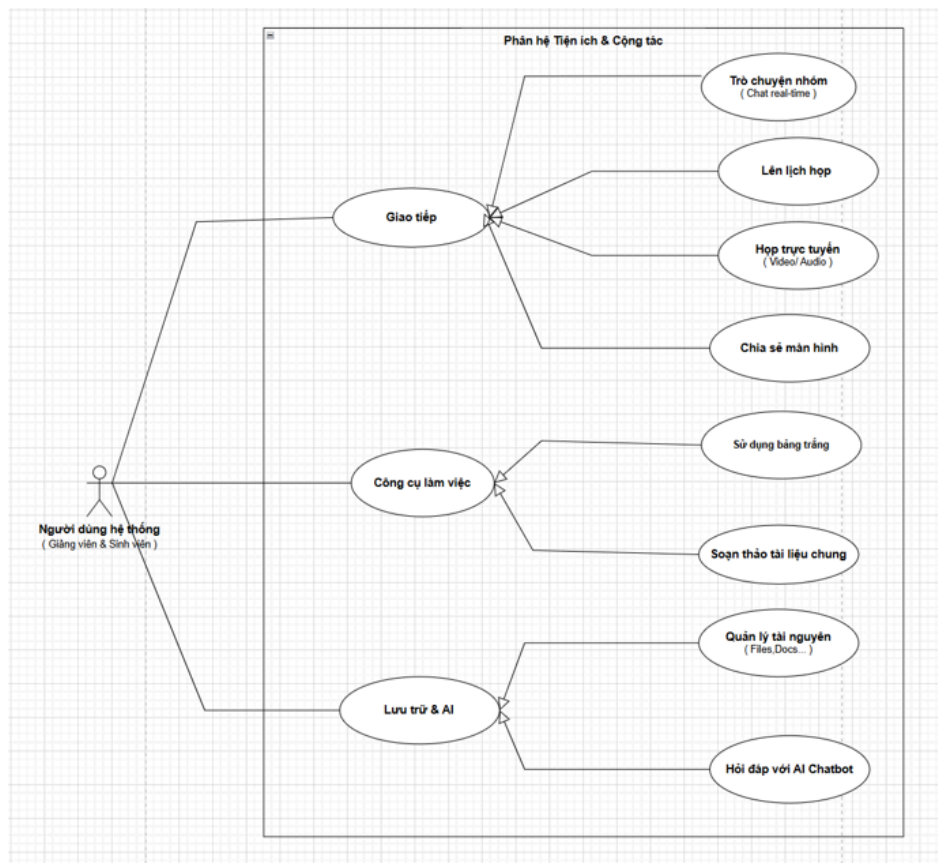 Phân hệ Tiện ích & Cộng tác
Trò chuyện nhóm
( Chat real-time )
Lên lịch họp
Giao tiếp
Họp trực tuyến
( Video/ Audio )
Chia sẻ màn hình
Sử dụng bảng trắng
Công cụ làm việc
Người dùng hệ thống
( Giảng viên & Sinh viên )
Soạn thảo tài liệu chung
Quản lý tài nguyên
( Files,Docs... )
Lưu trữ & AI
Hỏi đáp với AI Chatbot